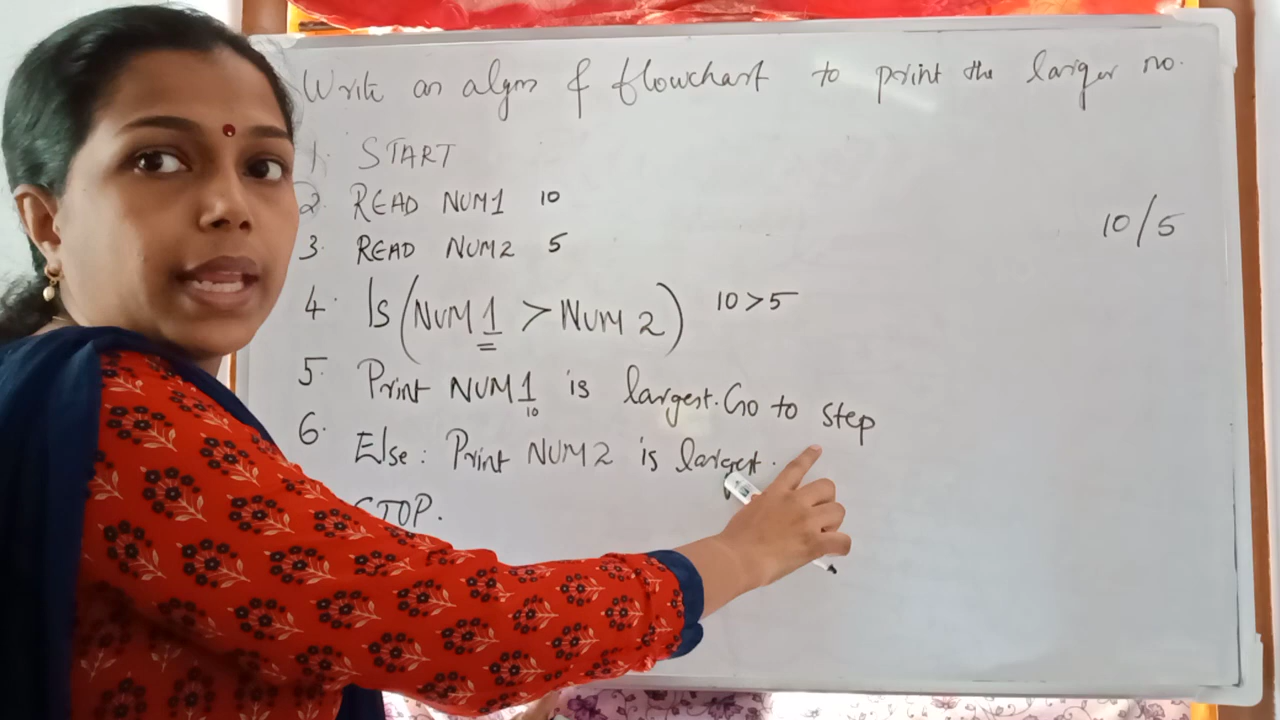 Write an algm & flowchart to print the larger no.
1. START
2. READ NUM1 10
3. READ NUM2 5
10/5
4. Is (NUM1 > NUM2) 10>5
5. Print NUM1 is largest. Go to step
10
6. Else: Print NUM2 is largest.
STOP.